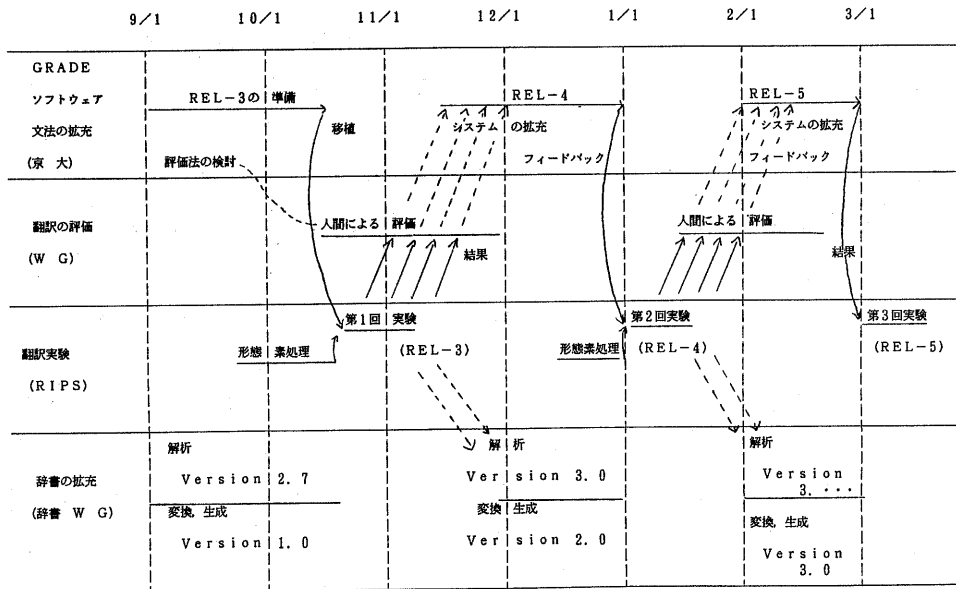 9/1 10/1 11/1 12/1 1/1 2/1 3/1
GRADE
ソフトウェア
文法の拡充
(京 大)
REL-3の 準備
移植
評価法の検討
REL-4
システム の拡充
フィードバック
REL-5
システムの拡充
フィードバック
翻訳の評価
(W G)
人間による 評価
結果
人間による 評価
結果
翻訳実験
(RIPS)
第1回 実験
形態 素処理
(REL-3)
第2回実験
形態素処理
(REL-4)
第3回実験
(REL-5)
辞書の拡充
(辞書 W G)
解析
Version 2.7
変換, 生成
Version 1.0
解 析
Version 3.0
変換 生成
Version 2.0
解析
Version
3. ・・・
変換, 生成
Version
3.0